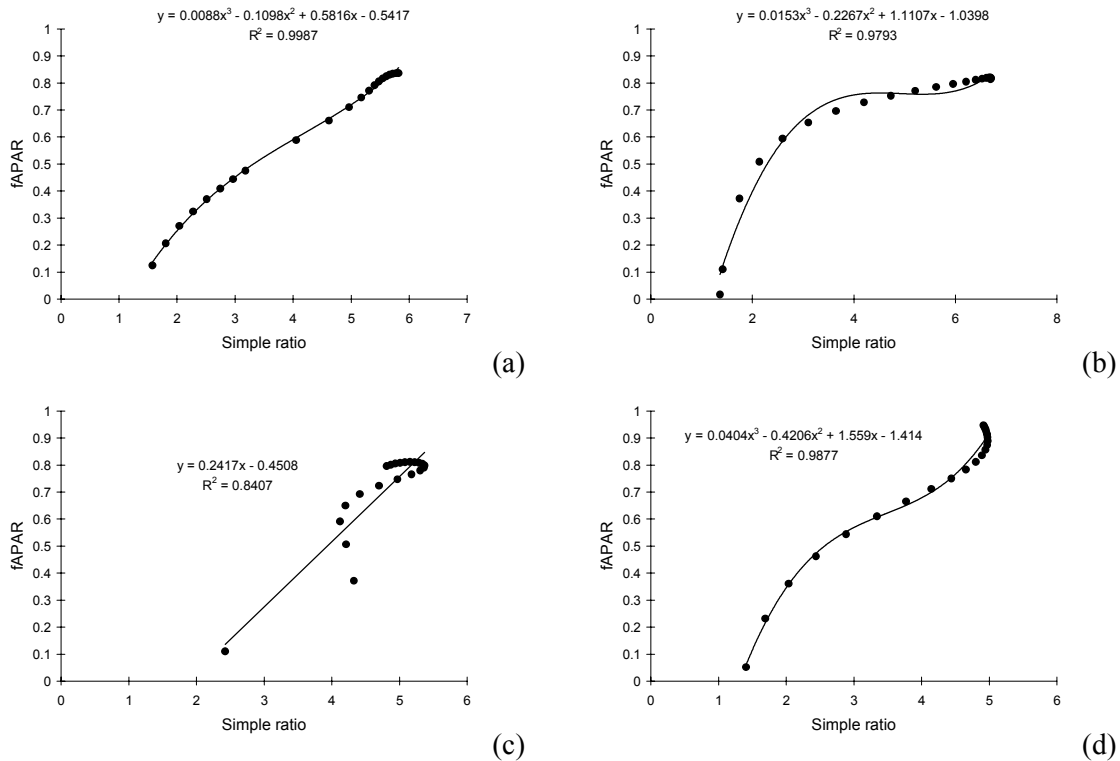 y = 0.0088x³ - 0.1098x² + 0.5816x - 0.5417
R² = 0.9987
1
0.9
0.8
0.7
0.6
0.5
0.4
0.3
0.2
0.1
0
fAPAR
0 1 2 3 4 5 6 7
Simple ratio
(a)
y = 0.0153x³ - 0.2267x² + 1.1107x - 1.0398
R² = 0.9793
1
0.9
0.8
0.7
0.6
0.5
0.4
0.3
0.2
0.1
0
fAPAR
0 2 4 6 8
Simple ratio
(b)
y = 0.2417x - 0.4508
R² = 0.8407
1
0.9
0.8
0.7
0.6
0.5
0.4
0.3
0.2
0.1
0
fAPAR
0 1 2 3 4 5 6
Simple ratio
(c)
y = 0.0404x³ - 0.4206x² + 1.559x - 1.414
R² = 0.9877
1
0.9
0.8
0.7
0.6
0.5
0.4
0.3
0.2
0.1
0
fAPAR
0 1 2 3 4 5 6
Simple ratio
(d)